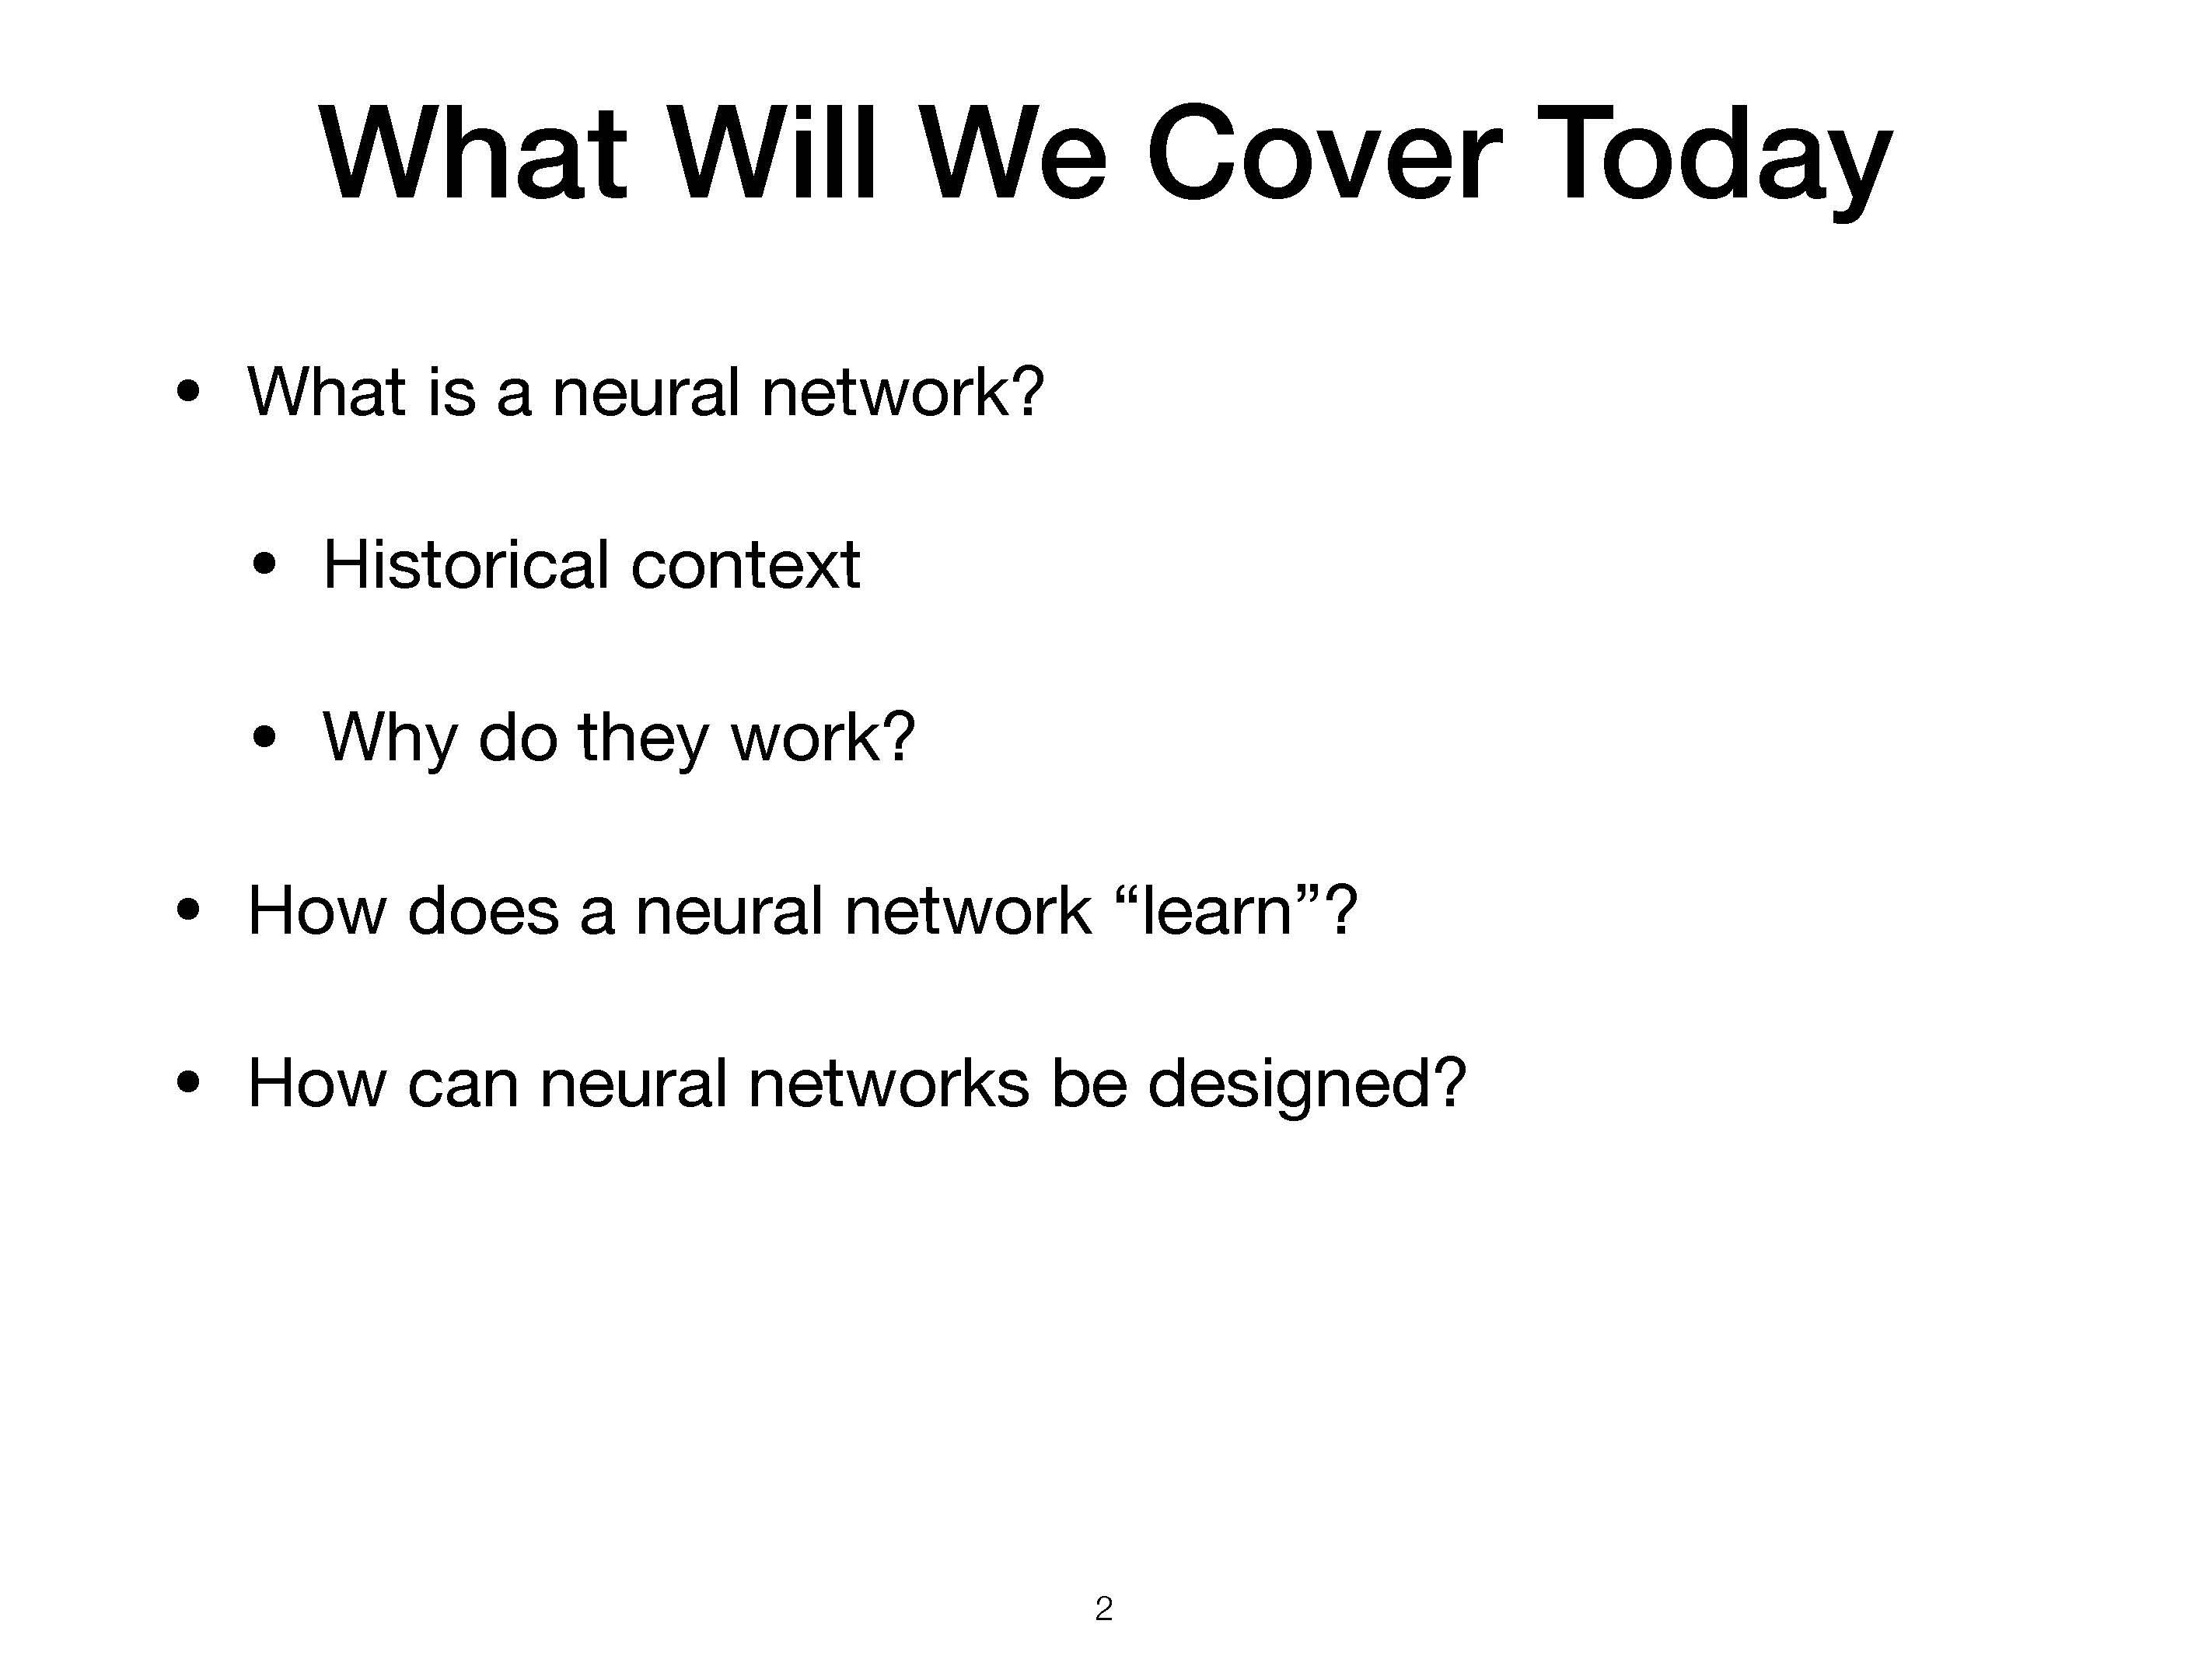 What Will We Cover Today
• What is a neural network?
• Historical context
• Why do they work?
• How does a neural network “learn”?
• How can neural networks be designed?
2